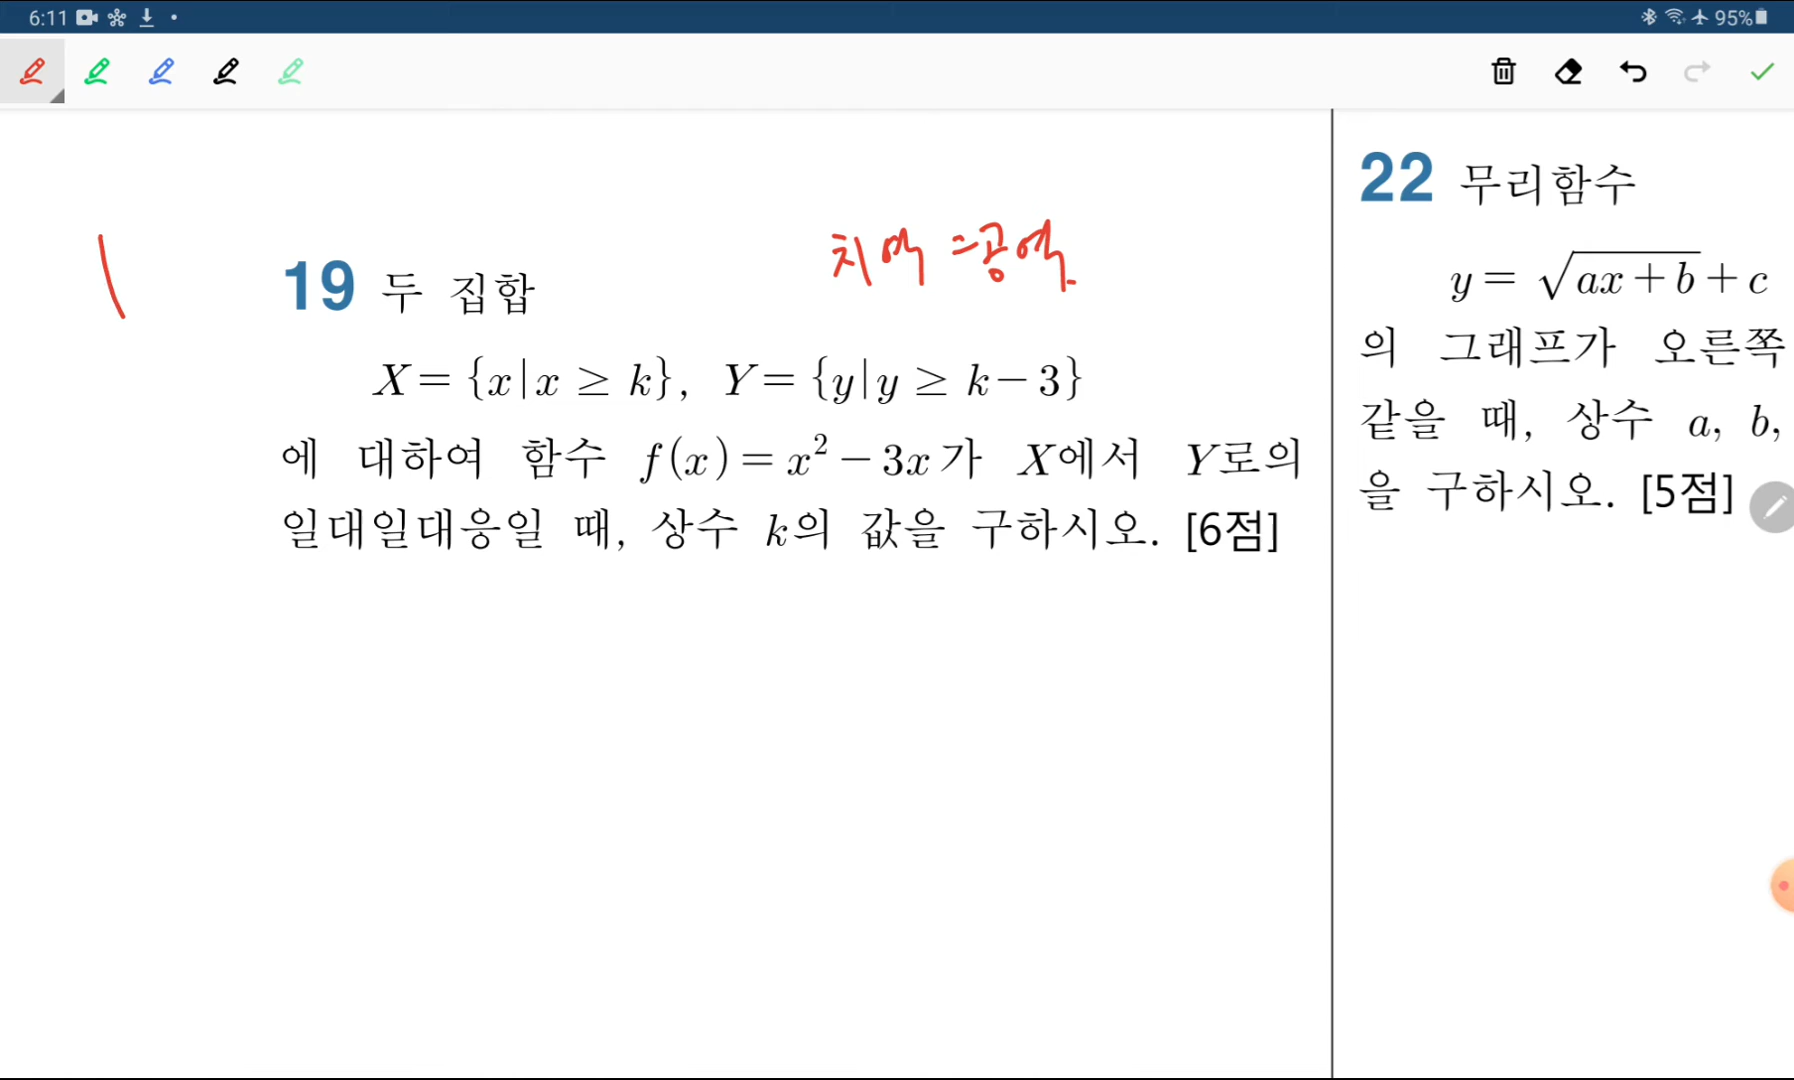 6:11
95%
치역 =공역.
19 두 집합
X={x|x ≥ k}, Y={y|y ≥ k-3}
에 대하여 함수 f(x)=x²-3x가 X에서 Y로의
일대일대응일 때, 상수 k의 값을 구하시오. [6점]
22 무리함수
y=√(ax+b)+c
의 그래프가 오른쪽
같을 때, 상수 a, b,
을 구하시오. [5점]